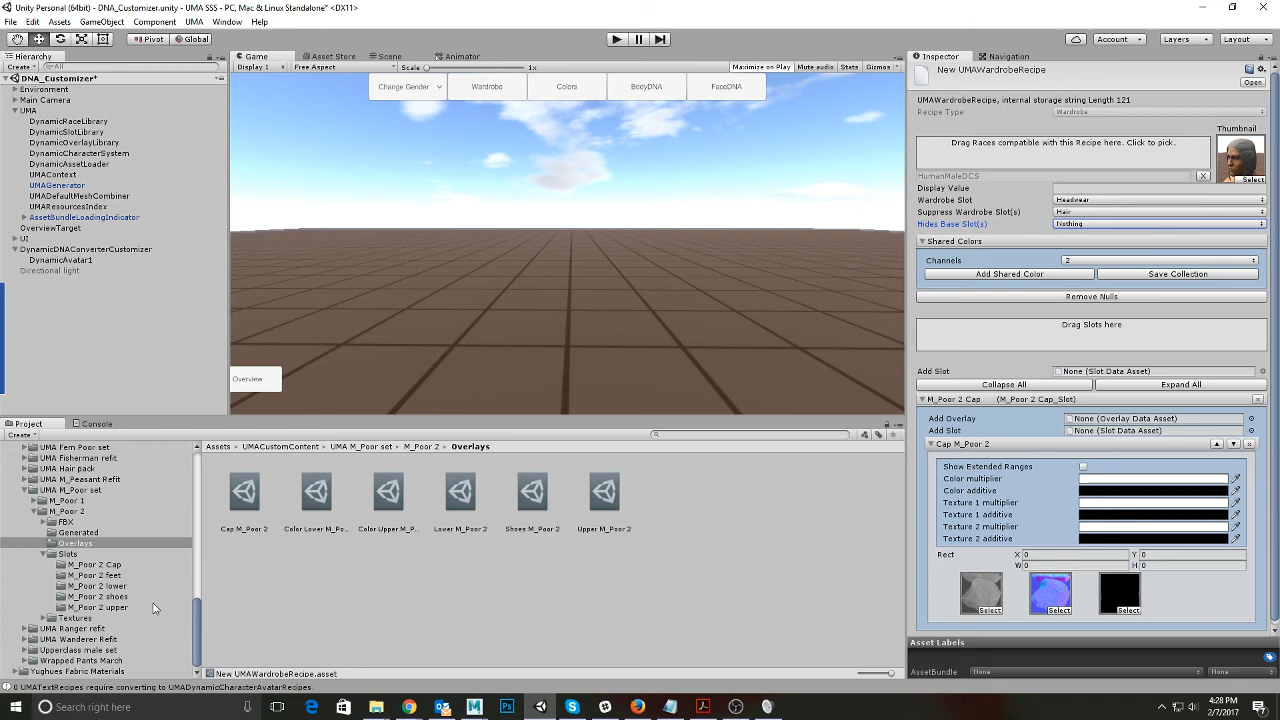 Unity Personal (64bit) - DNA_Customizer.unity - UMA SSS - PC, Mac & Linux Standalone* <DX11>
File Edit Assets GameObject Component UMA Window Help
Pivot Global Account Layers Layout
Hierarchy
Create All
DNA_Customizer*
Environment
Main Camera
UMA
DynamicRaceLibrary
DynamicSlotLibrary
DynamicOverlayLibrary
DynamicCharacterSystem
DynamicAssetLoader
UMAContext
UMAGenerator
UMADefaultMeshCombiner
UMAResourcesIndex
AssetBundleLoadingIndicator
OverviewTarget
UI
DynamicDNAConverterCustomizer
DynamicAvatar1
Directional light
Game Asset Store Scene Animator
Display 1 Free Aspect Scale 1x Maximize on Play Mute audio Stats Gizmos
Change Gender Wardrobe Colors BodyDNA FaceDNA
Overview
Project Console
Create
UMA Fem Poor set
UMA Fisherman refit
UMA Hair pack
UMA M_Peasant Refit
UMA M_Poor set
M_Poor 1
M_Poor 2
FBX
Generated
Overlays
Slots
M_Poor 2 Cap
M_Poor 2 feet
M_Poor 2 lower
M_Poor 2 shoes
M_Poor 2 upper
Textures
UMA Ranger refit
UMA Wanderer Refit
Upperclass male set
Wrapped Pants March
Yughues Fabric Materials
Assets UMACustomContent UMA M_Poor set M_Poor 2 Overlays
Cap M_Poor 2 Color Lower M_Po... Color Upper M_P... Lower M_Poor 2 Shoes M_Poor 2 Upper M_Poor 2
New UMAWardrobeRecipe.asset
0 UMATextRecipes require converting to UMADynamicCharacterAvatarRecipes.
Inspector Navigation
New UMAWardrobeRecipe
Open
UMAWardrobeRecipe, internal storage string Length 121
Recipe Type Wardrobe
Thumbnail
Drag Races compatible with this Recipe here. Click to pick.
HumanMaleDCS X
Select
Display Value
Wardrobe Slot Headwear
Suppress Wardrobe Slot(s) Hair
Hides Base Slot(s) Nothing
Shared Colors
Channels 2
Add Shared Color Save Collection
Remove Nulls
Drag Slots here
Add Slot None (Slot Data Asset)
Collapse All Expand All
M_Poor 2 Cap (M_Poor 2 Cap_Slot)
Add Overlay None (Overlay Data Asset)
Add Slot None (Slot Data Asset)
Cap M_Poor 2
Show Extended Ranges
Color multiplier
Color additive
Texture 1 multiplier
Texture 1 additive
Texture 2 multiplier
Texture 2 additive
Rect X 0 Y 0
W 0 H 0
Select Select Select
Asset Labels
AssetBundle None None
Search the web and Windows
4:28 PM
2/7/2017